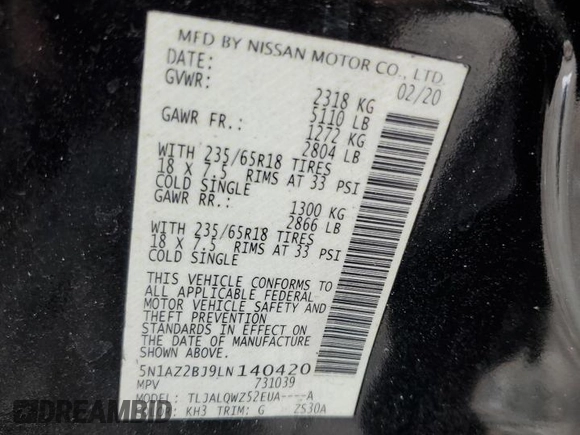 MFD BY NISSAN MOTOR CO., LTD.
DATE: 02/20
GVWR: 2318 KG
5110 LB
GAWR FR.: 1272 KG
2804 LB
WITH 235/65R18 TIRES
18 X 7.5 RIMS AT 33 PSI
COLD SINGLE
GAWR RR.: 1300 KG
2866 LB
WITH 235/65R18 TIRES
18 X 7.5 RIMS AT 33 PSI
COLD SINGLE
THIS VEHICLE CONFORMS TO
ALL APPLICABLE FEDERAL
MOTOR VEHICLE SAFETY AND
THEFT PREVENTION
STANDARDS IN EFFECT ON
THE DATE OF MANUFACTURE
SHOWN ABOVE.
5N1AZ2BJ9LN140420
MPV 731039
MODEL: TLJALQWZ52EUA----A
COLOR: KH3 TRIM: G ZS30A
AUTOBIDMASTER